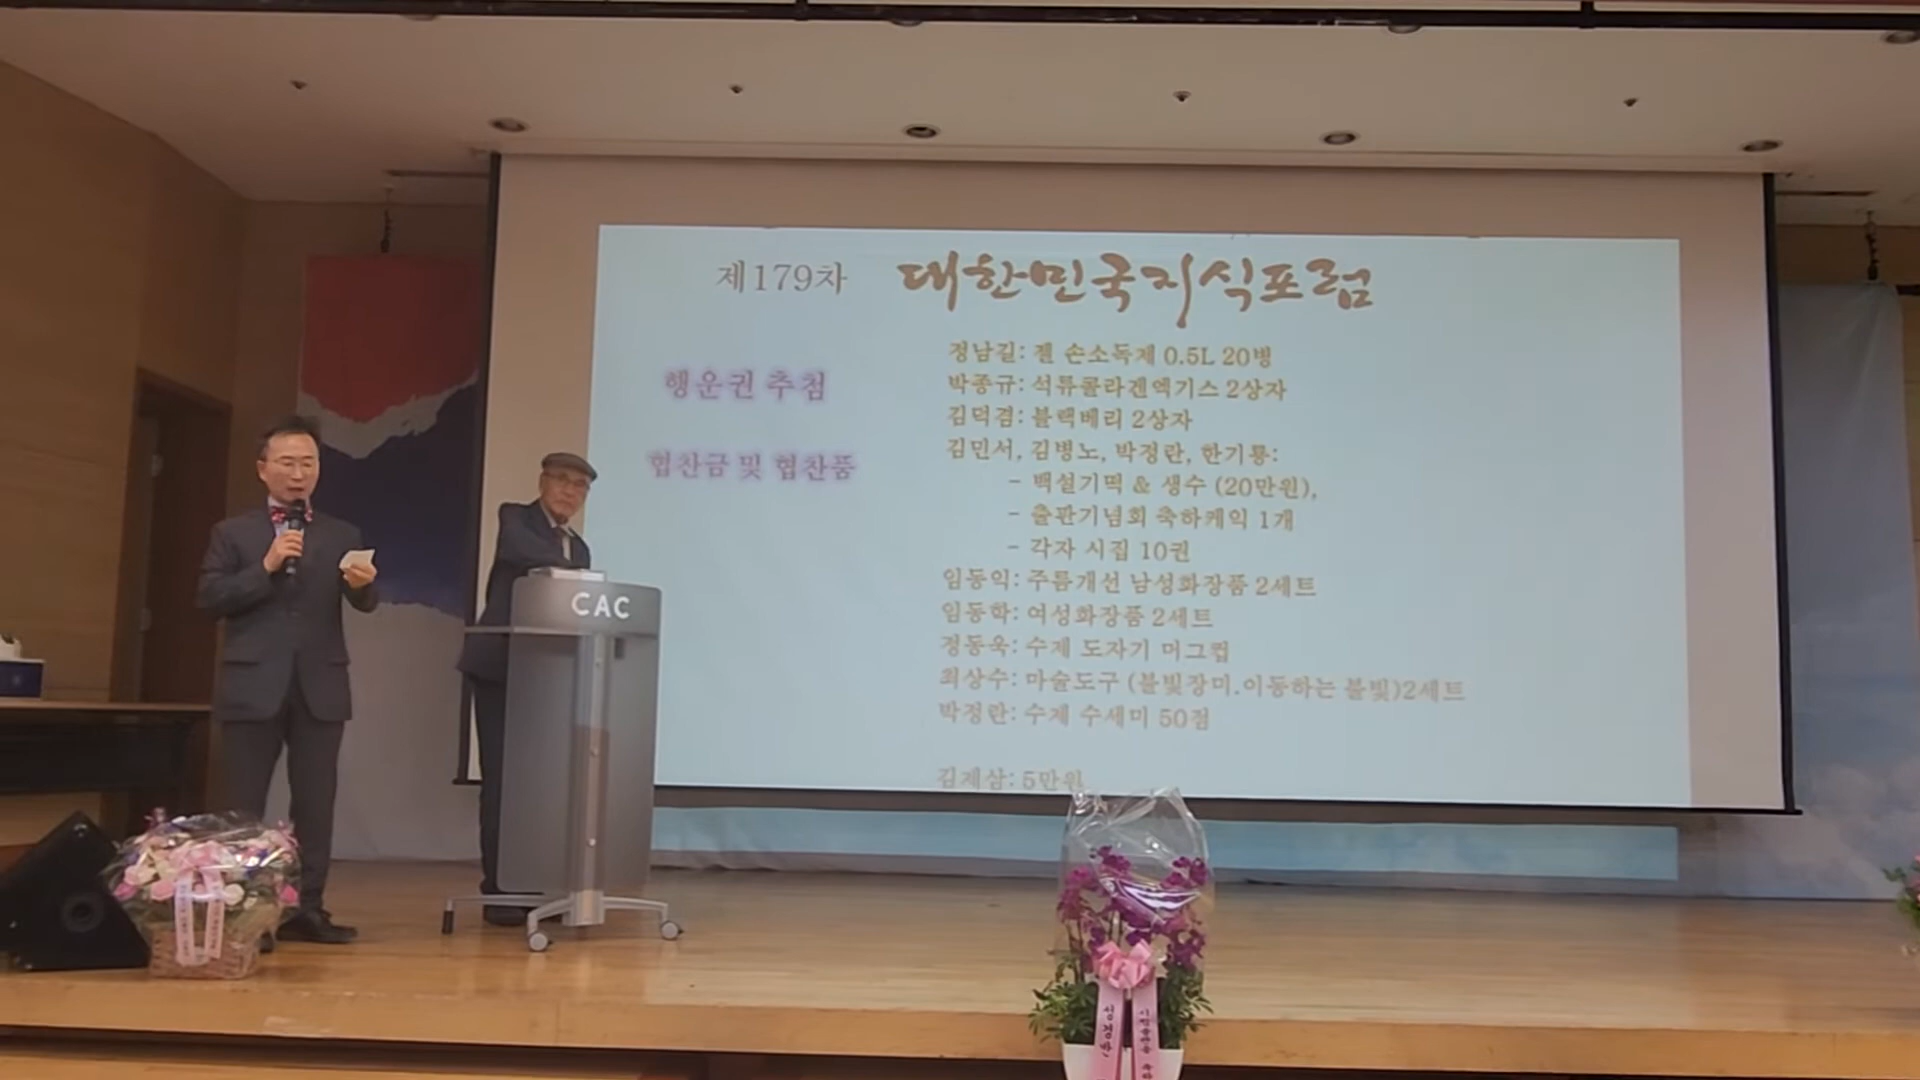 제179차 대한민국지식포럼
행운권 추첨
협찬금 및 협찬품
정남길: 젤 손소독제 0.5L 20병
박종규: 석류콜라겐엑기스 2상자
김덕겸: 블랙베리 2상자
김민서, 김병노, 박정란, 한기룡:
- 백설기떡 & 생수 (20만원),
- 출판기념회 축하케익 1개
- 각자 시집 10권
임동익: 주름개선 남성화장품 2세트
임동학: 여성화장품 2세트
정동욱: 수제 도자기 머그컵
최상수: 마술도구 (불빛장미.이동하는 불빛)2세트
박정란: 수제 수세미 50점
김제삼: 5만원
CAC